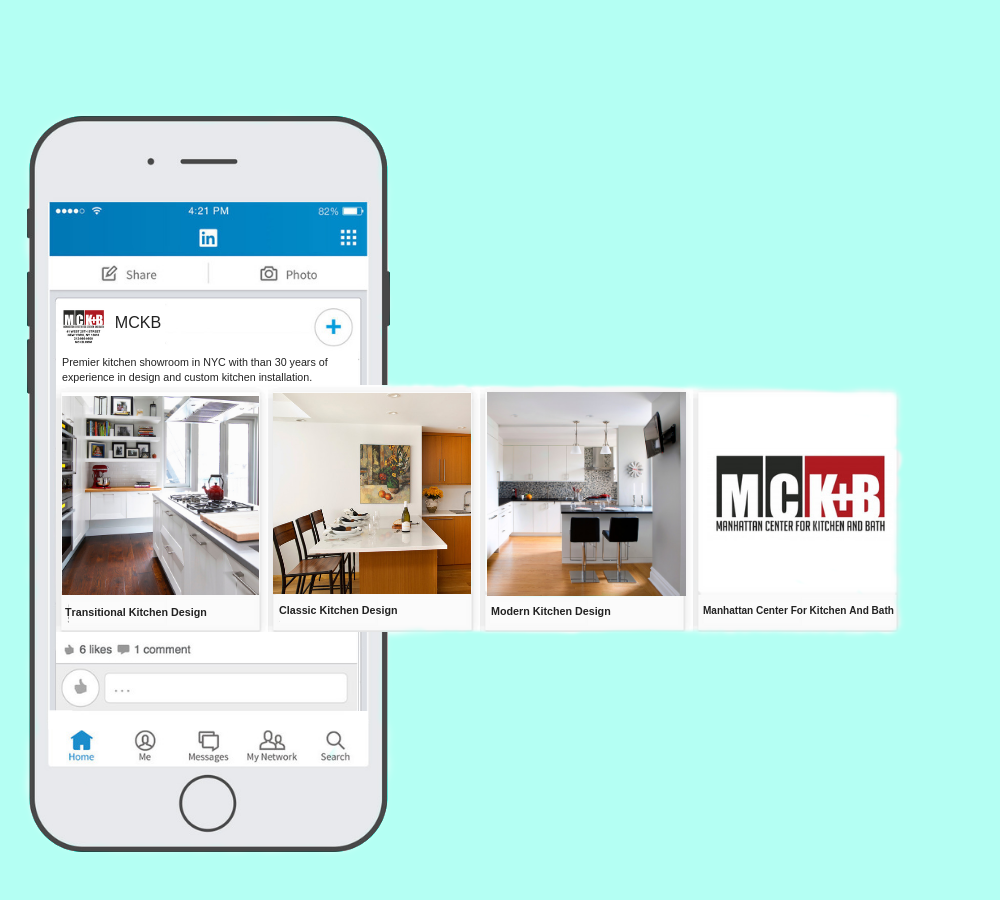 4:21 PM
82%
in
Share
Photo
MCK+B
MCKB
+
Premier kitchen showroom in NYC with than 30 years of
experience in design and custom kitchen installation.
MCK+B
MANHATTAN CENTER FOR KITCHEN AND BATH
Transitional Kitchen Design
Classic Kitchen Design
Modern Kitchen Design
Manhattan Center For Kitchen And Bath
6 likes
1 comment
...
Home
Me
Messages
My Network
Search